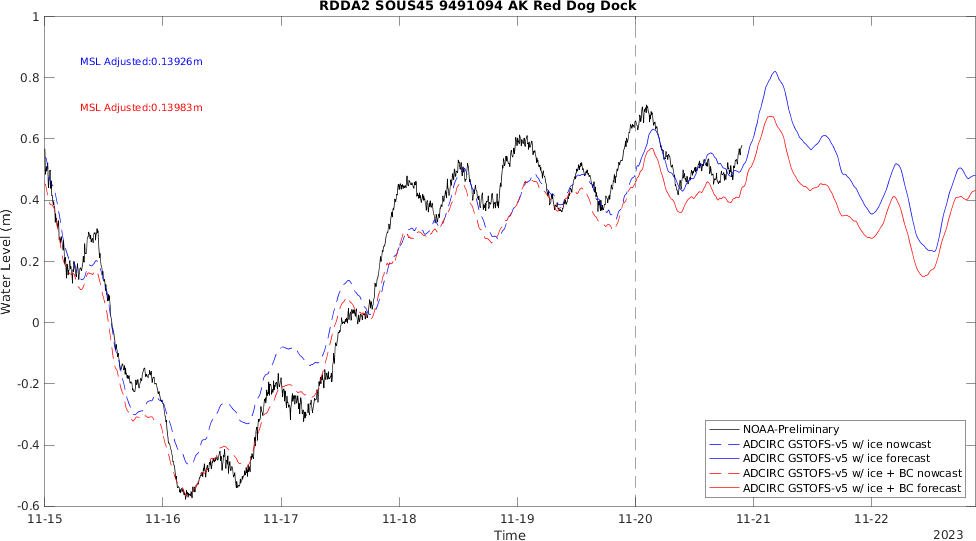 RDDA2 SOUS45 9491094 AK Red Dog Dock
MSL Adjusted:0.13926m
MSL Adjusted:0.13983m
Water Level (m)
1
0.8
0.6
0.4
0.2
0
-0.2
-0.4
-0.6
NOAA-Preliminary
ADCIRC GSTOFS-v5 w/ ice nowcast
ADCIRC GSTOFS-v5 w/ ice forecast
ADCIRC GSTOFS-v5 w/ ice + BC nowcast
ADCIRC GSTOFS-v5 w/ ice + BC forecast
11-15 11-16 11-17 11-18 11-19 11-20 11-21 11-22
Time
2023